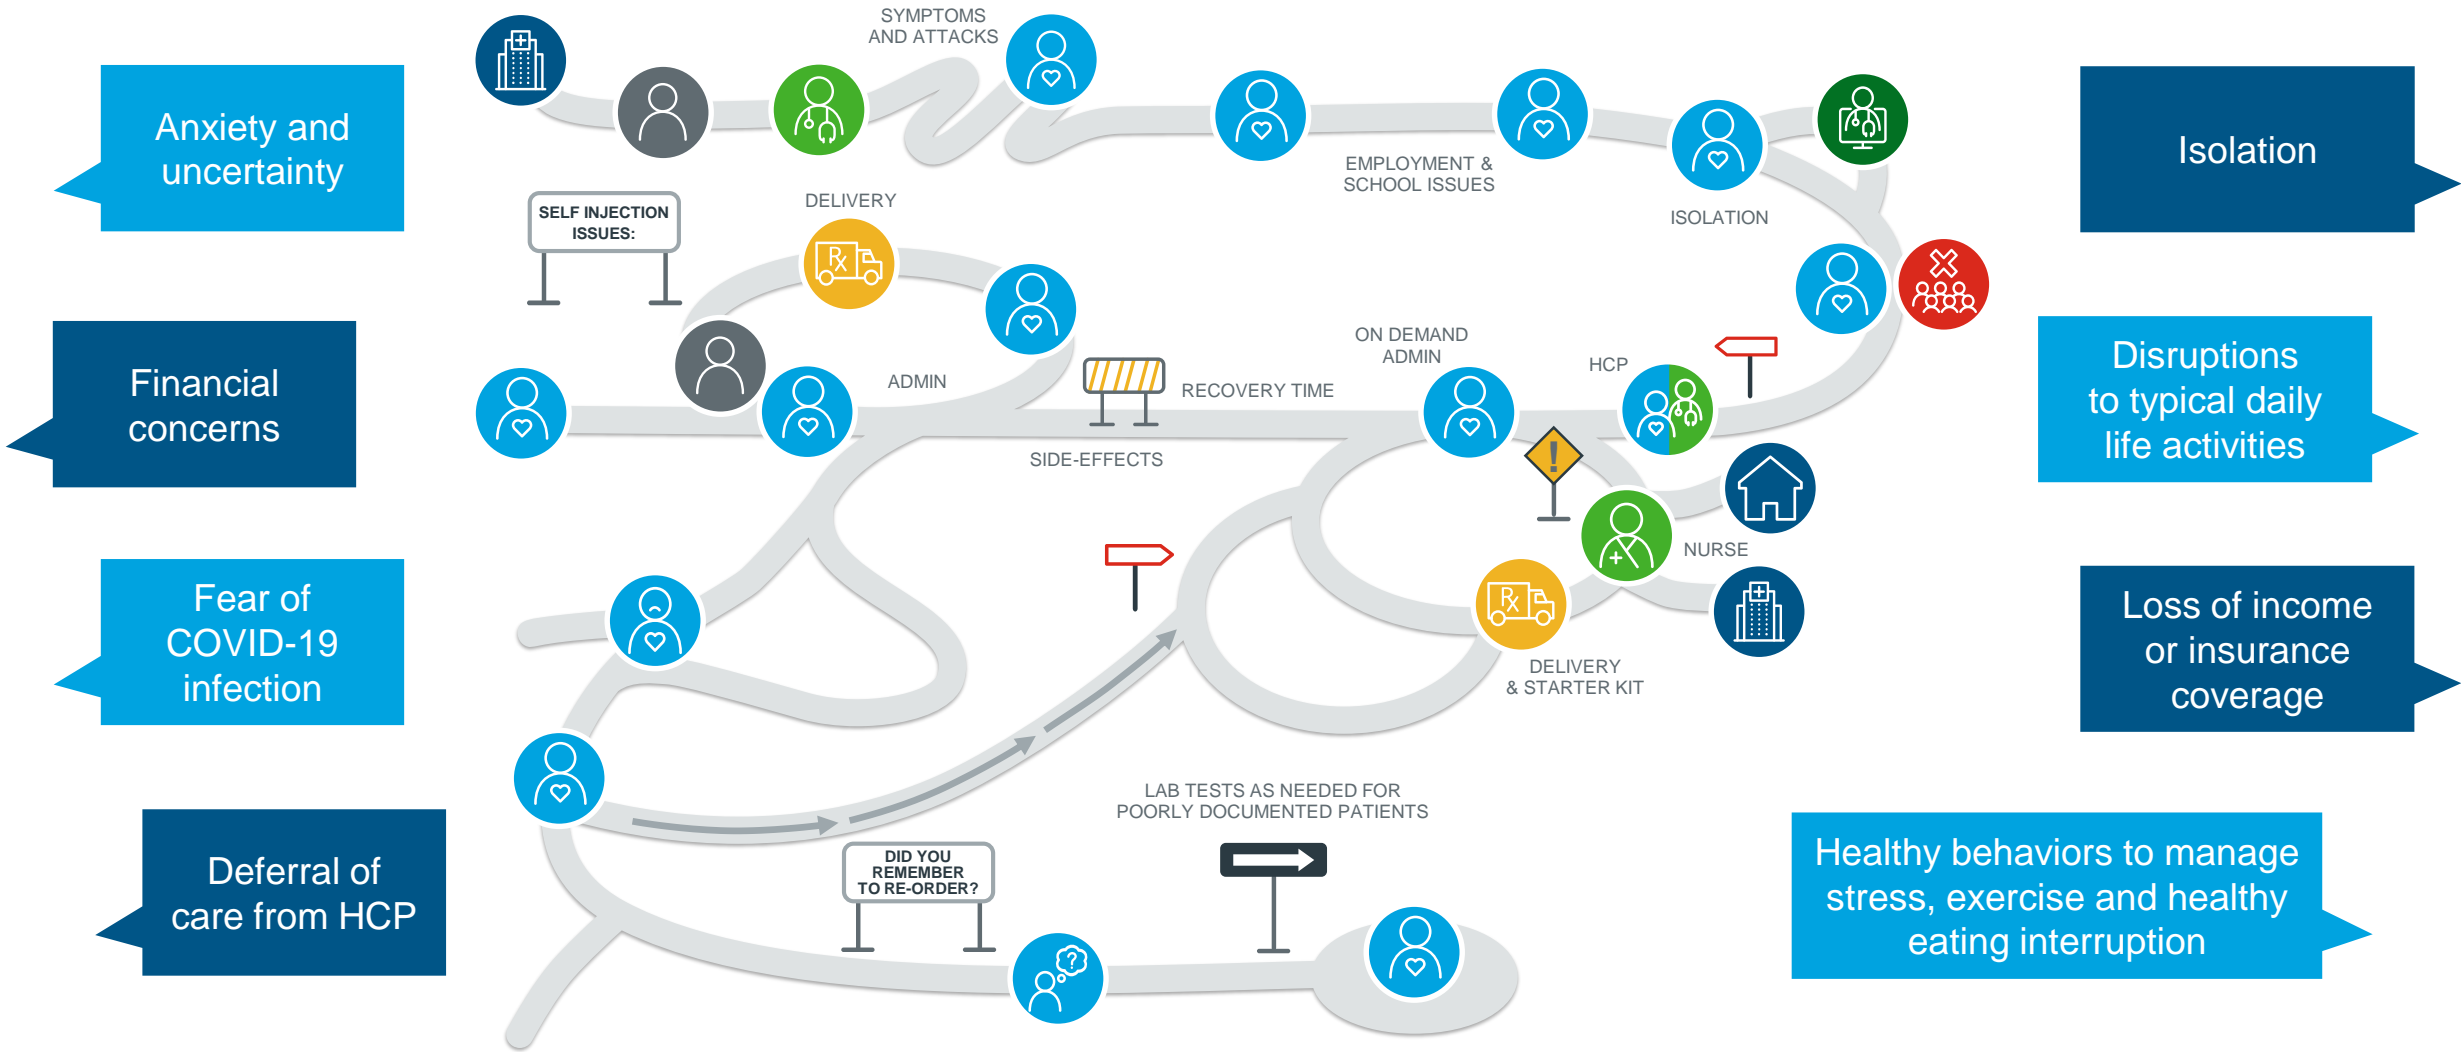 SYMPTOMS
AND ATTACKS
Anxiety and
uncertainty
Isolation
EMPLOYMENT &
SCHOOL ISSUES
ISOLATION
SELF INJECTION
ISSUES:
DELIVERY
Rx
Financial
concerns
ADMIN
RECOVERY TIME
SIDE-EFFECTS
ON DEMAND
ADMIN
HCP
!
Disruptions
to typical daily
life activities
NURSE
Rx
DELIVERY
& STARTER KIT
Fear of
COVID-19
infection
Loss of income
or insurance
coverage
LAB TESTS AS NEEDED FOR
POORLY DOCUMENTED PATIENTS
DID YOU
REMEMBER
TO RE-ORDER?
?
Deferral of
care from HCP
Healthy behaviors to manage
stress, exercise and healthy
eating interruption